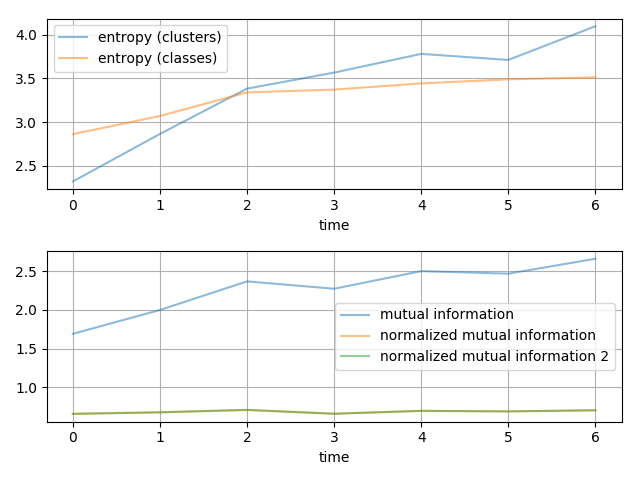 4.0
3.5
3.0
2.5
entropy (clusters)
entropy (classes)
0 1 2 3 4 5 6
time
2.5
2.0
1.5
1.0
mutual information
normalized mutual information
normalized mutual information 2
0 1 2 3 4 5 6
time